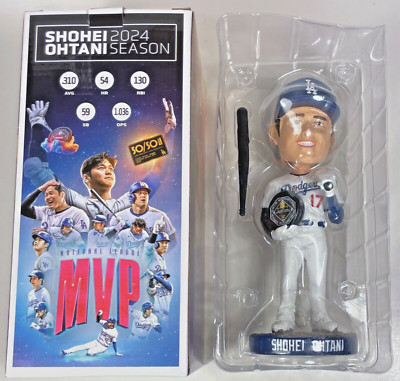 SHOHEI 2024
OHTANI SEASON
.310
AVG
54
HR
130
RBI
59
SB
1.036
OPS
50/50!!
NATIONAL LEAGUE
MVP
LA
Dodgers
17
SHOHEI OHTANI